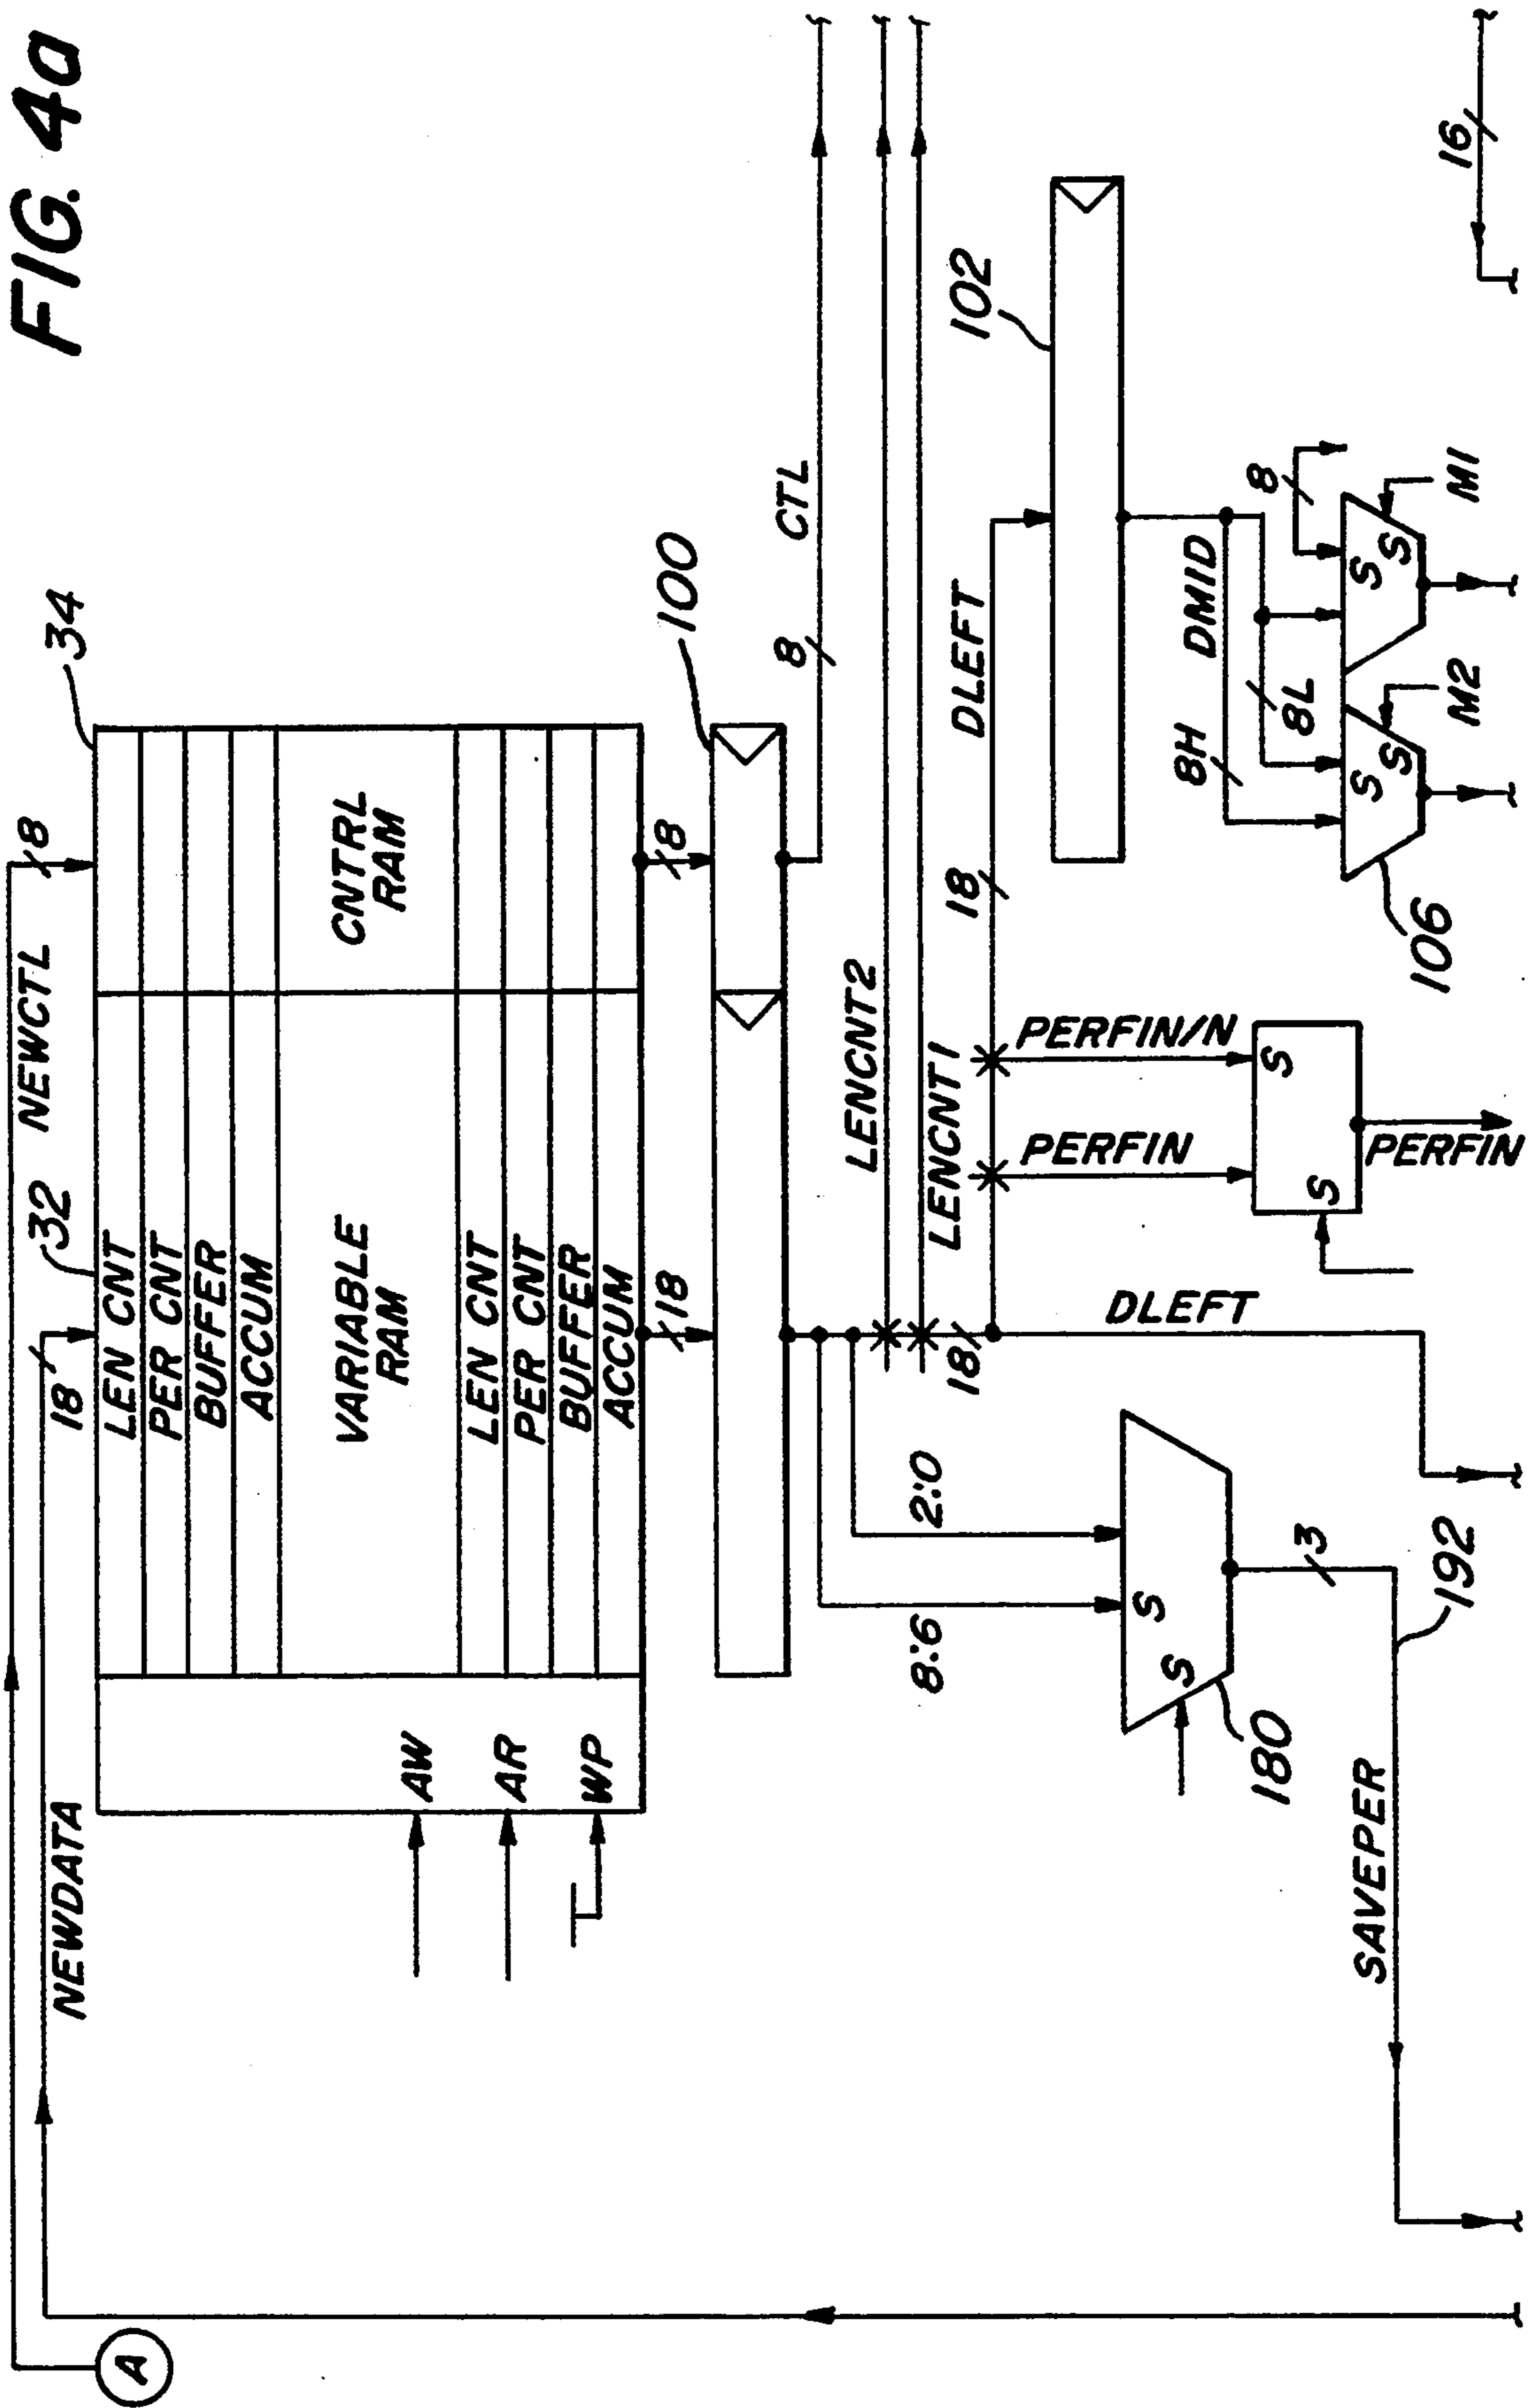 FIG. 4a
A
NEWCTL
8
NEWDATA
18
32
34
LEN CNT
PER CNT
BUFFER
ACCUM
VARIABLE
RAM
CNTRL
RAM
LEN CNT
PER CNT
BUFFER
ACCUM
AW
AR
WP
18
8
100
8
CTL
LENCNT2
LENCNT1
18
2:0
8:6
S
S
180
3
SAVEPER
192
DLEFT
18
DLEFT
PERFIN
PERFIN/N
S
S
PERFIN
102
DMID
8H
8L
8
S
S
M2
S
S
M1
106
16